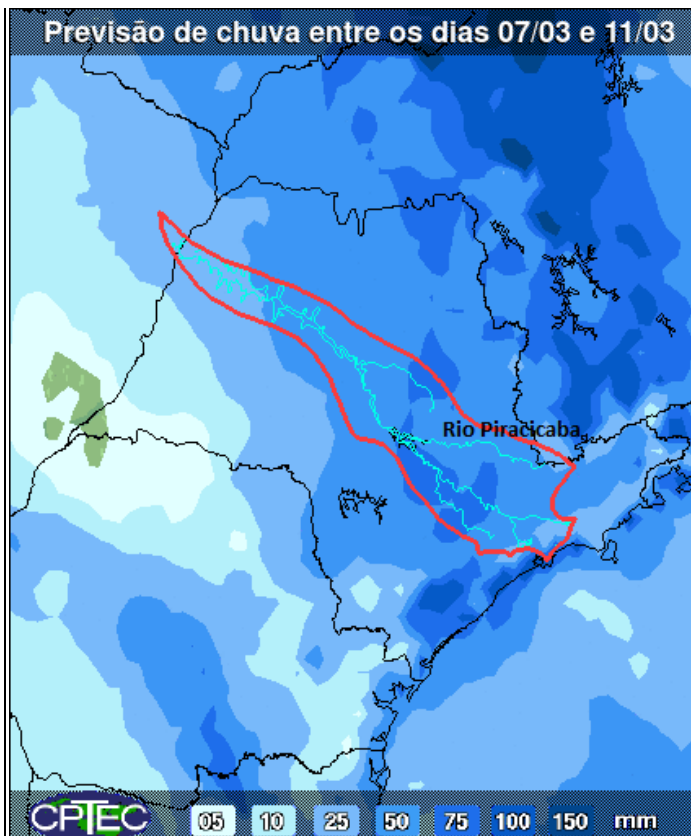 Previsão de chuva entre os dias 07/03 e 11/03
Rio Piracicaba
CPTEC 05 10 25 50 75 100 150 mm